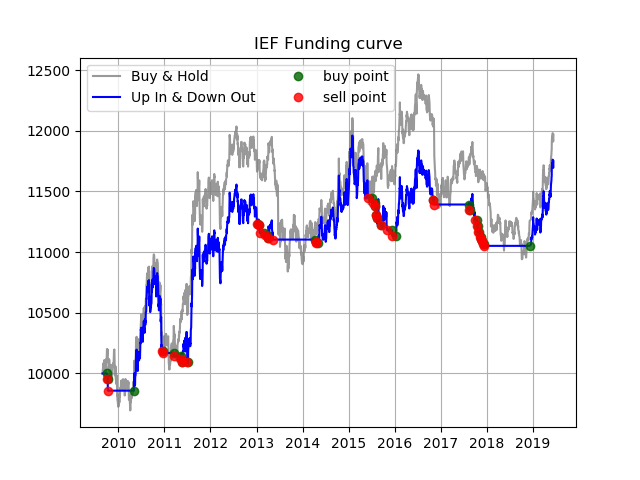 IEF Funding curve
Buy & Hold
Up In & Down Out
buy point
sell point
12500
12000
11500
11000
10500
10000
2010 2011 2012 2013 2014 2015 2016 2017 2018 2019